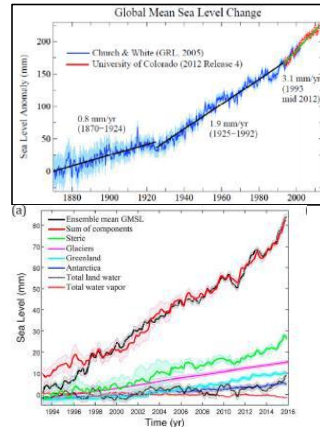 Global Mean Sea Level Change
200
150
100
50
0
Sea Level Anomoly (mm)
Church & White (GRL. 2005)
University of Colorado (2012 Release 4)
0.8 mm/yr
(1870-1924)
1.9 mm/yr
(1925-1992)
3.1 mm/yr
(1993
mid 2012)
1880
1900
1920
1940
1960
1980
2000
(a)
80
70
60
50
40
30
20
10
0
Sea Level (mm)
Ensemble mean GMSL
Sum of components
Steric
Glaciers
Greenland
Antarctica
Total land water
Total water vapor
1994
1996
1998
2000
2002
2004
2006
2008
2010
2012
2014
2016
Time (yr)